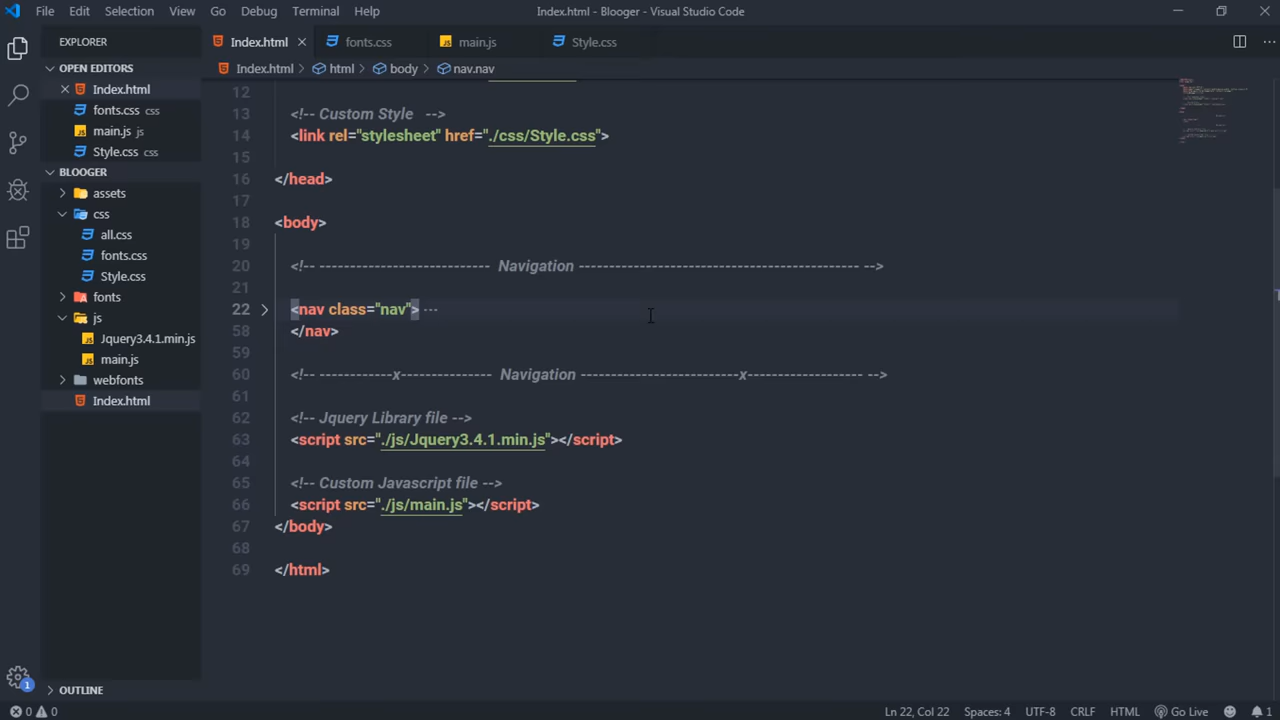 File Edit Selection View Go Debug Terminal Help Index.html - Blooger - Visual Studio Code
EXPLORER
OPEN EDITORS
Index.html
fonts.css css
main.js js
Style.css css
BLOOGER
assets
css
all.css
fonts.css
Style.css
fonts
js
Jquery3.4.1.min.js
main.js
webfonts
Index.html
OUTLINE
Index.html fonts.css main.js Style.css
Index.html > html > body > nav.nav
12
13 <!-- Custom Style -->
14 <link rel="stylesheet" href="./css/Style.css">
15
16 </head>
17
18 <body>
19
20 <!-- --------------------------- Navigation -------------------------------------------- -->
21
22 <nav class="nav"> ...
58 </nav>
59
60 <!-- ------------x--------------- Navigation -------------------------x------------------ -->
61
62 <!-- Jquery Library file -->
63 <script src="./js/Jquery3.4.1.min.js"></script>
64
65 <!-- Custom Javascript file -->
66 <script src="./js/main.js"></script>
67 </body>
68
69 </html>
1
0 0 Ln 22, Col 22 Spaces: 4 UTF-8 CRLF HTML Go Live 1